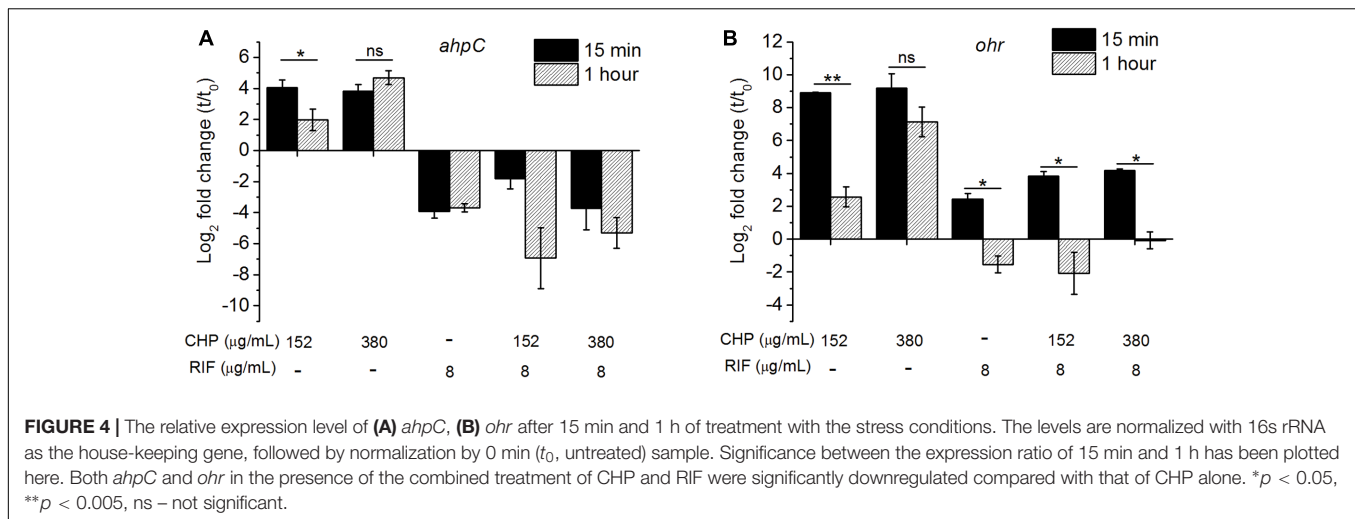 A
ahpC
15 min
1 hour
*
ns
Log2 fold change (t/t0)
6
4
2
0
-2
-4
-6
-8
-10
CHP (µg/mL) 152 380 - 152 380
RIF (µg/mL) - - 8 8 8
B
ohr
15 min
1 hour
**
ns
*
*
*
Log2 fold change (t/t0)
12
10
8
6
4
2
0
-2
-4
CHP (µg/mL) 152 380 - 152 380
RIF (µg/mL) - - 8 8 8
FIGURE 4 | The relative expression level of (A) ahpC, (B) ohr after 15 min and 1 h of treatment with the stress conditions. The levels are normalized with 16s rRNA
as the house-keeping gene, followed by normalization by 0 min (t0, untreated) sample. Significance between the expression ratio of 15 min and 1 h has been plotted
here. Both ahpC and ohr in the presence of the combined treatment of CHP and RIF were significantly downregulated compared with that of CHP alone. *p < 0.05,
**p < 0.005, ns – not significant.